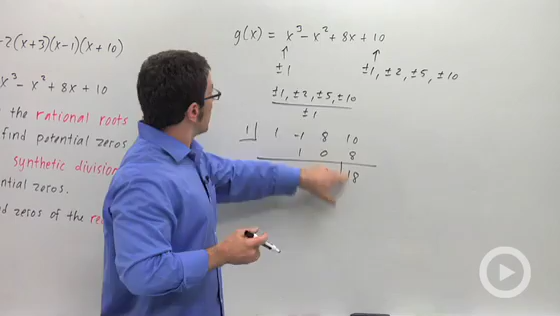 -2(x+3)(x-1)(x+10)
x³ - x² + 8x + 10
the rational roots
find potential zeros
synthetic division
ntial zeros.
d zeros of the re
g(x) = x³ - x² + 8x + 10
±1 ±1, ±2, ±5, ±10
±1, ±2, ±5, ±10
±1
1 1 -1 8 10
1 0 8
18